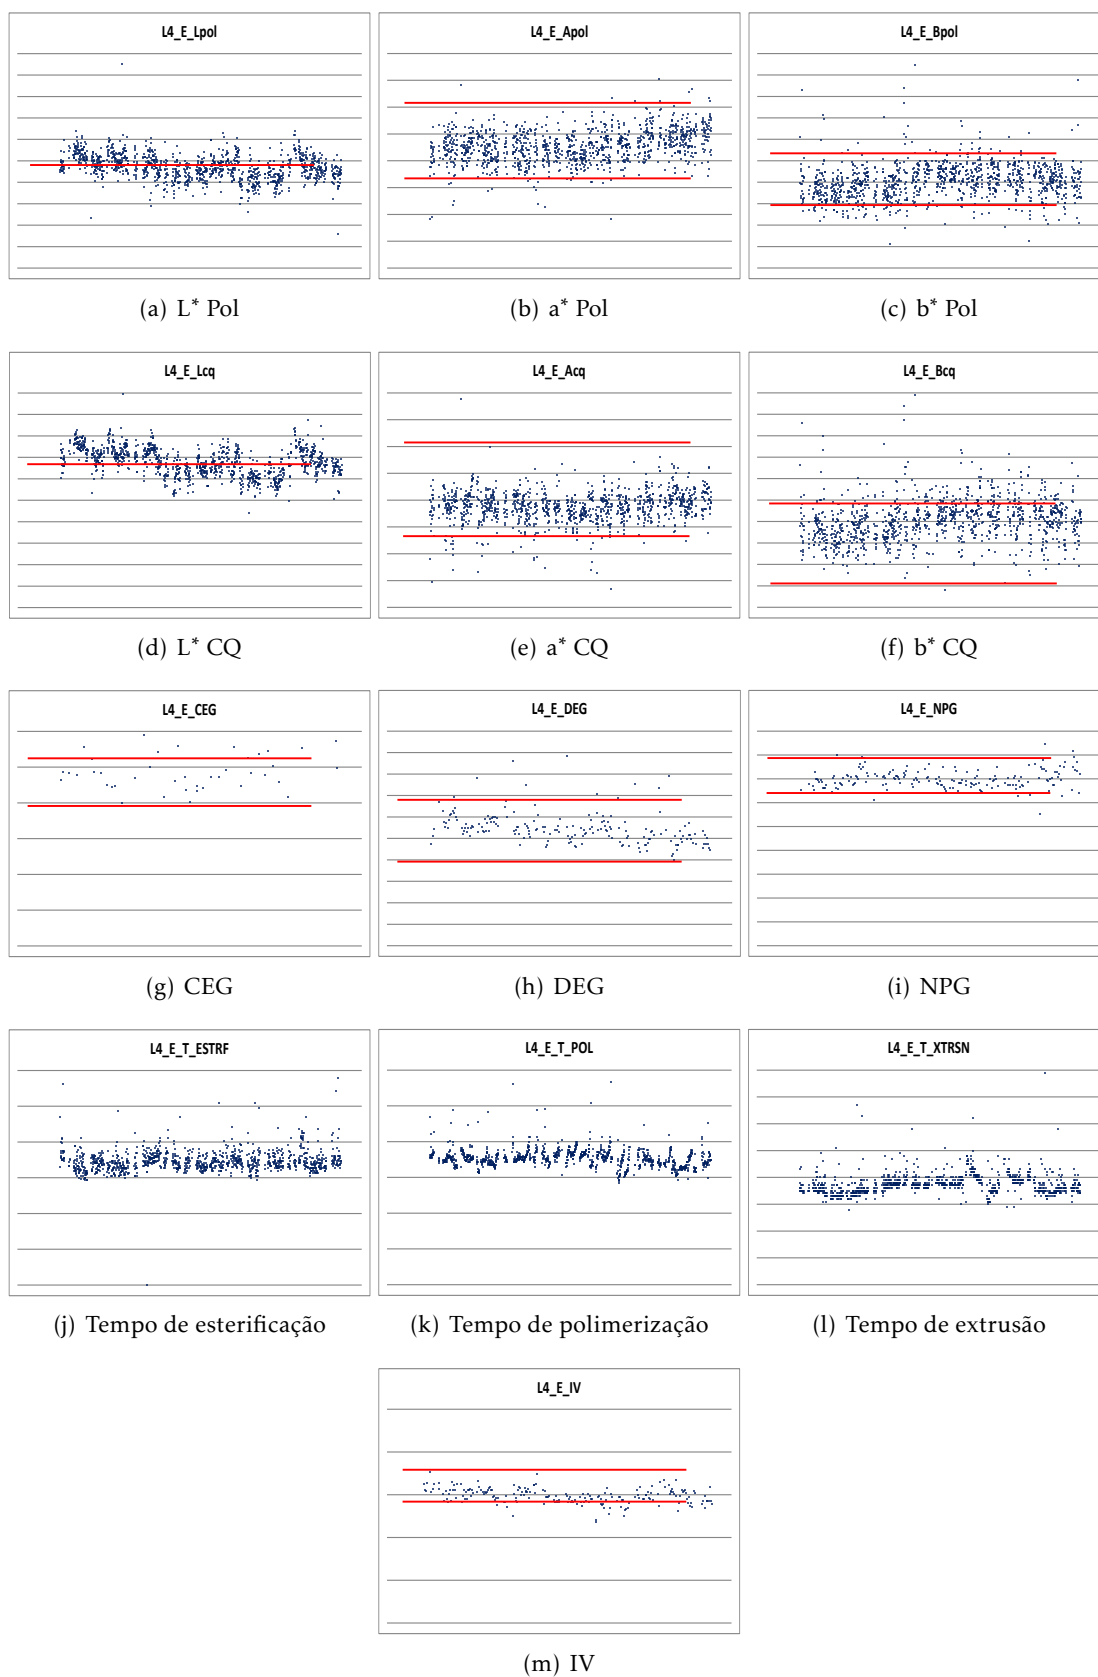 L4_E_Lpol
L4_E_Apol
L4_E_Bpol
(a) L* Pol
(b) a* Pol
(c) b* Pol
L4_E_Lcq
L4_E_Acq
L4_E_Bcq
(d) L* CQ
(e) a* CQ
(f) b* CQ
L4_E_CEG
L4_E_DEG
L4_E_NPG
(g) CEG
(h) DEG
(i) NPG
L4_E_T_ESTRF
L4_E_T_POL
L4_E_T_XTRSN
(j) Tempo de esterificação
(k) Tempo de polimerização
(l) Tempo de extrusão
L4_E_IV
(m) IV